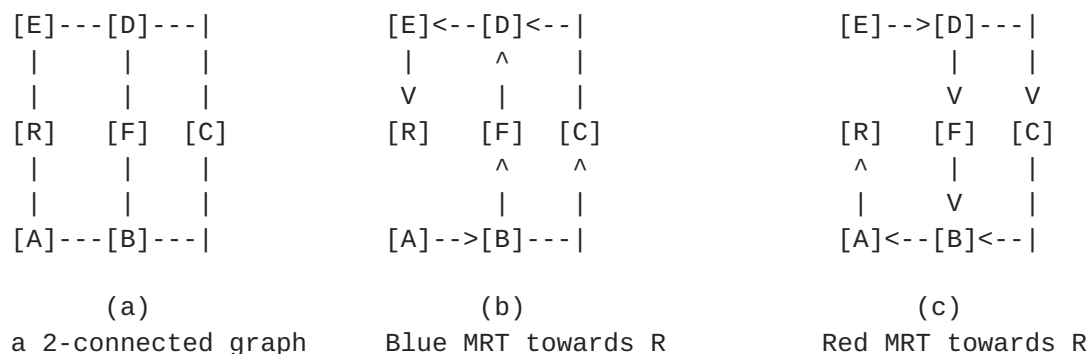 [E]---[D]---|           [E]<--[D]<--|                [E]-->[D]---|
 |     |    |            |     ^    |                       |    |
 |     |    |            V     |    |                       V    V
[R]   [F]  [C]          [R]   [F]  [C]               [R]   [F]  [C]
 |     |    |                  ^    ^                 ^     |    |
 |     |    |                  |    |                 |     V    |
[A]---[B]---|           [A]-->[B]---|                [A]<--[B]<--|

      (a)                     (b)                          (c)
a 2-connected graph     Blue MRT towards R          Red MRT towards R